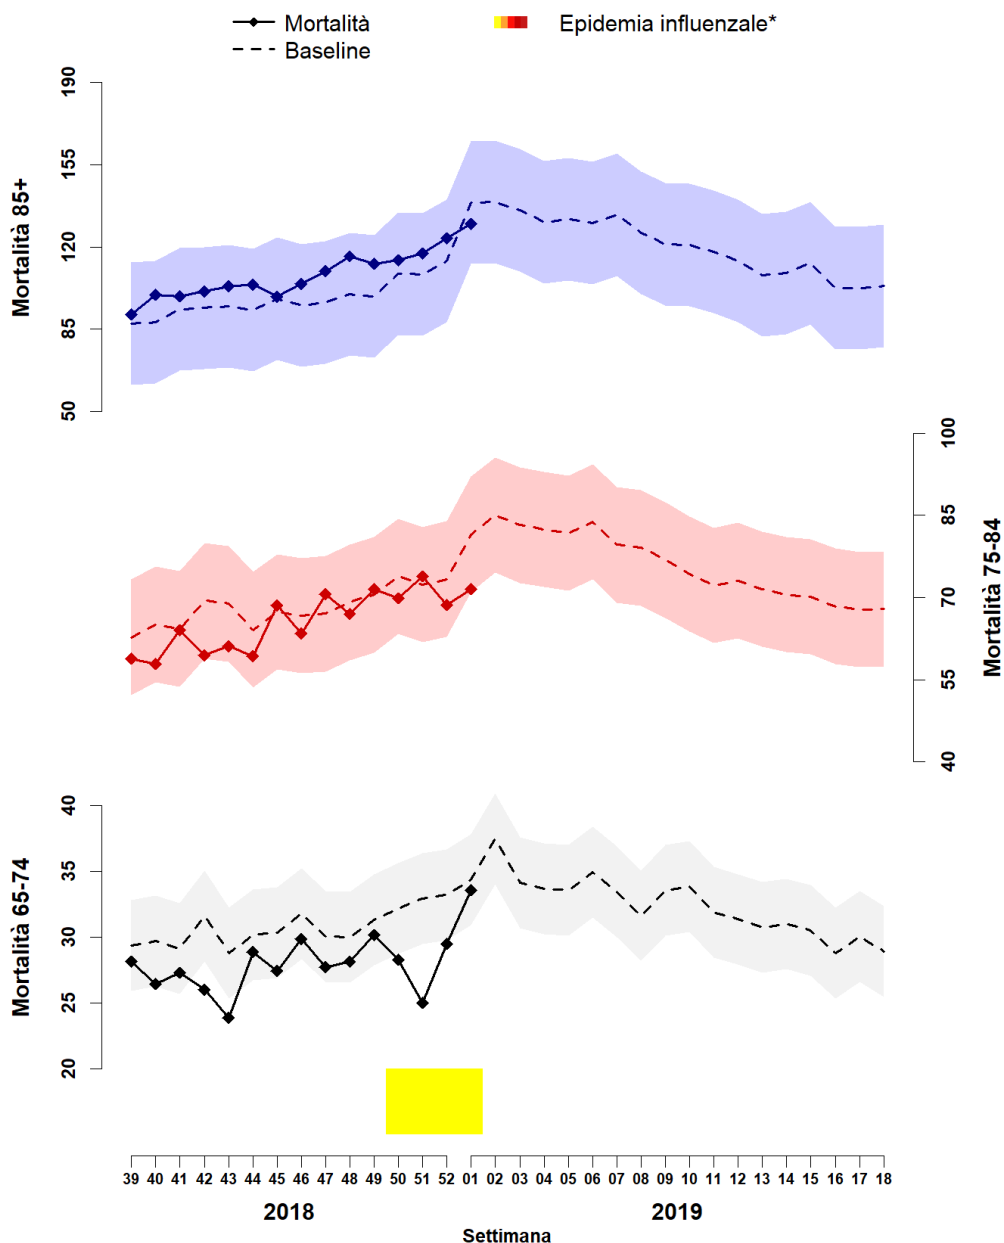 Mortalità
Epidemia influenzale*
Baseline
190
155
120
85
50
Mortalità 85+
100
85
70
55
40
Mortalità 75-84
40
35
30
25
20
Mortalità 65-74
39 40 41 42 43 44 45 46 47 48 49 50 51 52 01 02 03 04 05 06 07 08 09 10 11 12 13 14 15 16 17 18
2018 2019
Settimana